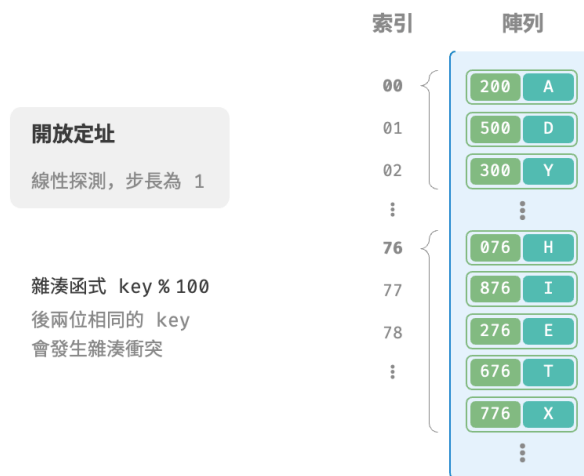 索引 陣列
00 200 A
開放定址
01 500 D
線性探測，步長為 1
02 300 Y
76 076 H
雜湊函式 key % 100
77 876 I
後兩位相同的 key
78 276 E
會發生雜湊衝突
676 T
776 X